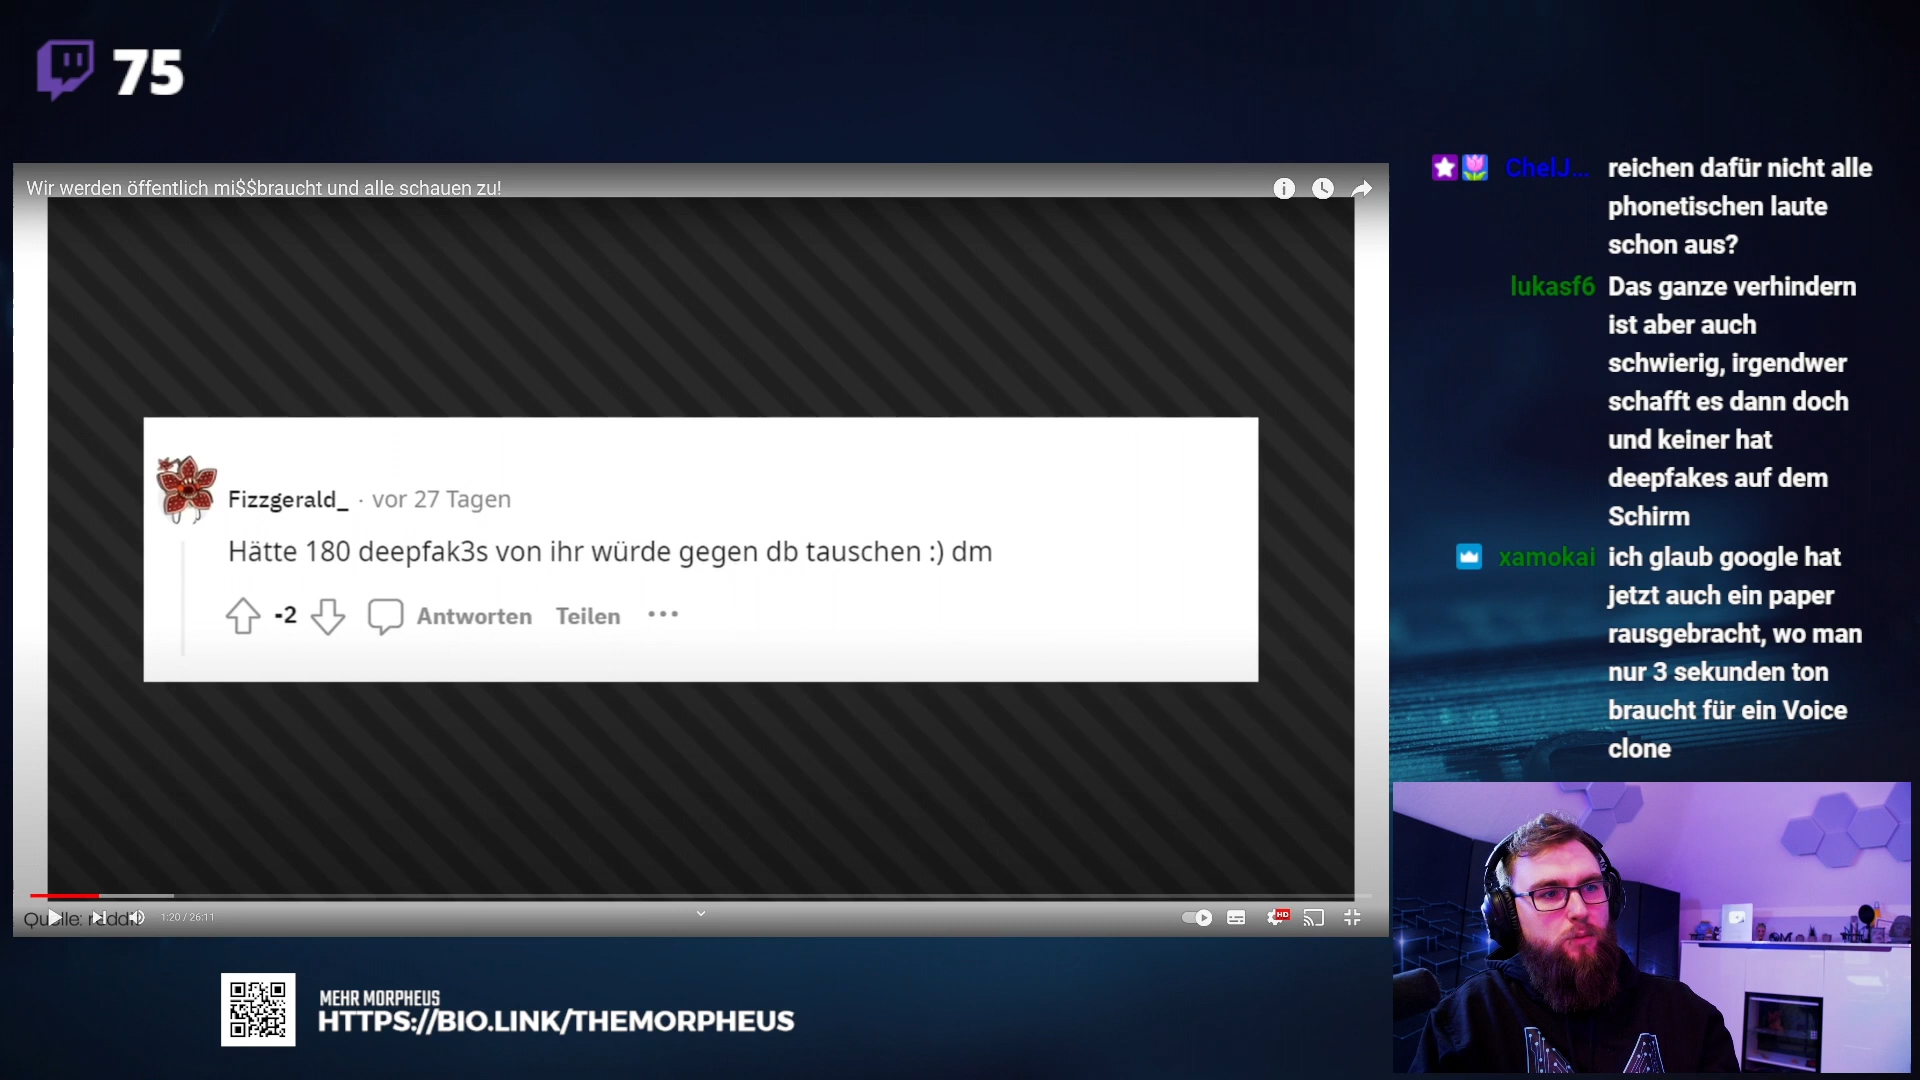 75
Wir werden öffentlich mi$$braucht und alle schauen zu!
Fizzgerald_ · vor 27 Tagen
Hätte 180 deepfak3s von ihr würde gegen db tauschen :) dm
-2 Antworten Teilen ···
Quelle: reddit
1:20 / 26:11
HD
MEHR MORPHEUS
HTTPS://BIO.LINK/THEMORPHEUS
ChelJ... reichen dafür nicht alle
phonetischen laute
schon aus?
lukasf6 Das ganze verhindern
ist aber auch
schwierig, irgendwer
schafft es dann doch
und keiner hat
deepfakes auf dem
Schirm
xamokai ich glaub google hat
jetzt auch ein paper
rausgebracht, wo man
nur 3 sekunden ton
braucht für ein Voice
clone